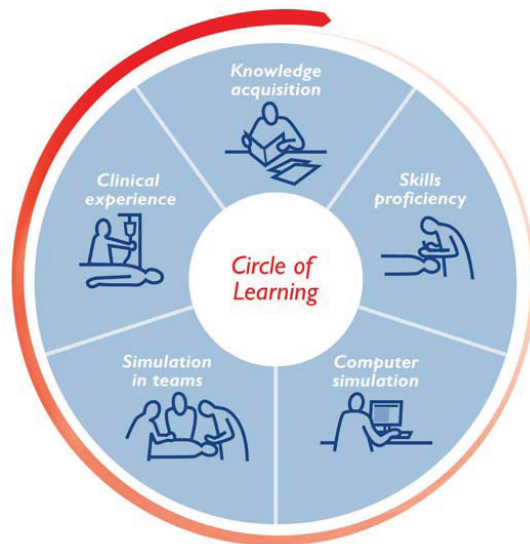 Knowledge
acquisition
Skills
proficiency
Computer
simulation
Simulation
in teams
Clinical
experience
Circle of
Learning